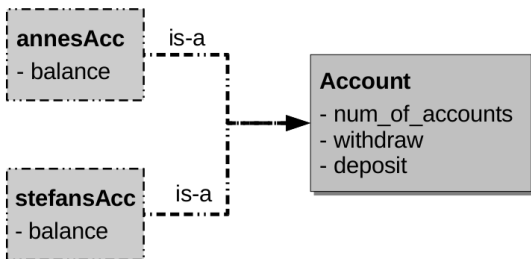 annesAcc
- balance
is-a
Account
- num_of_accounts
- withdraw
- deposit
is-a
stefansAcc
- balance